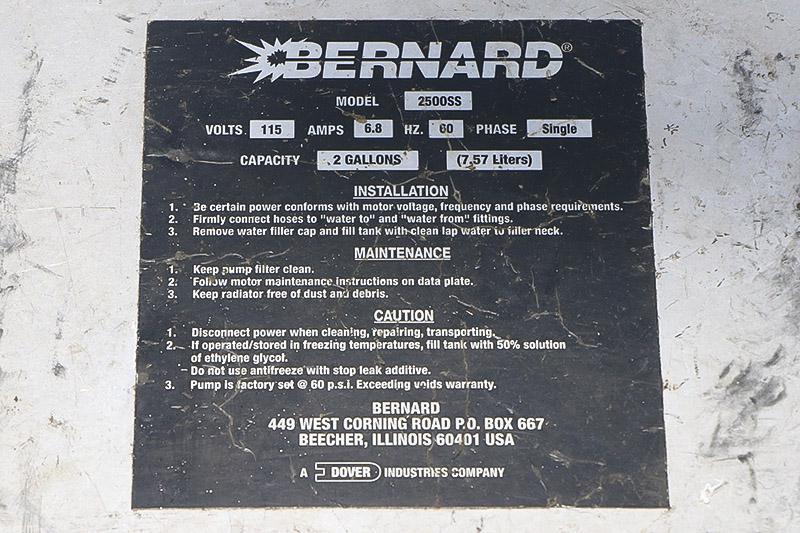 BERNARD®
MODEL 2500SS
VOLTS 115 AMPS 6.8 HZ. 60 PHASE Single
CAPACITY 2 GALLONS (7.57 Liters)
INSTALLATION
1. Be certain power conforms with motor voltage, frequency and phase requirements.
2. Firmly connect hoses to "water to" and "water from" fittings.
3. Remove water filler cap and fill tank with clean tap water to filler neck.
MAINTENANCE
1. Keep pump filter clean.
2. Follow motor maintenance instructions on data plate.
3. Keep radiator free of dust and debris.
CAUTION
1. Disconnect power when cleaning, repairing, transporting.
2. If operated/stored in freezing temperatures, fill tank with 50% solution
of ethylene glycol.
– Do not use antifreeze with stop leak additive.
3. Pump is factory set @ 60 p.s.i. Exceeding voids warranty.
BERNARD
449 WEST CORNING ROAD P.O. BOX 667
BEECHER, ILLINOIS 60401 USA
A DOVER INDUSTRIES COMPANY